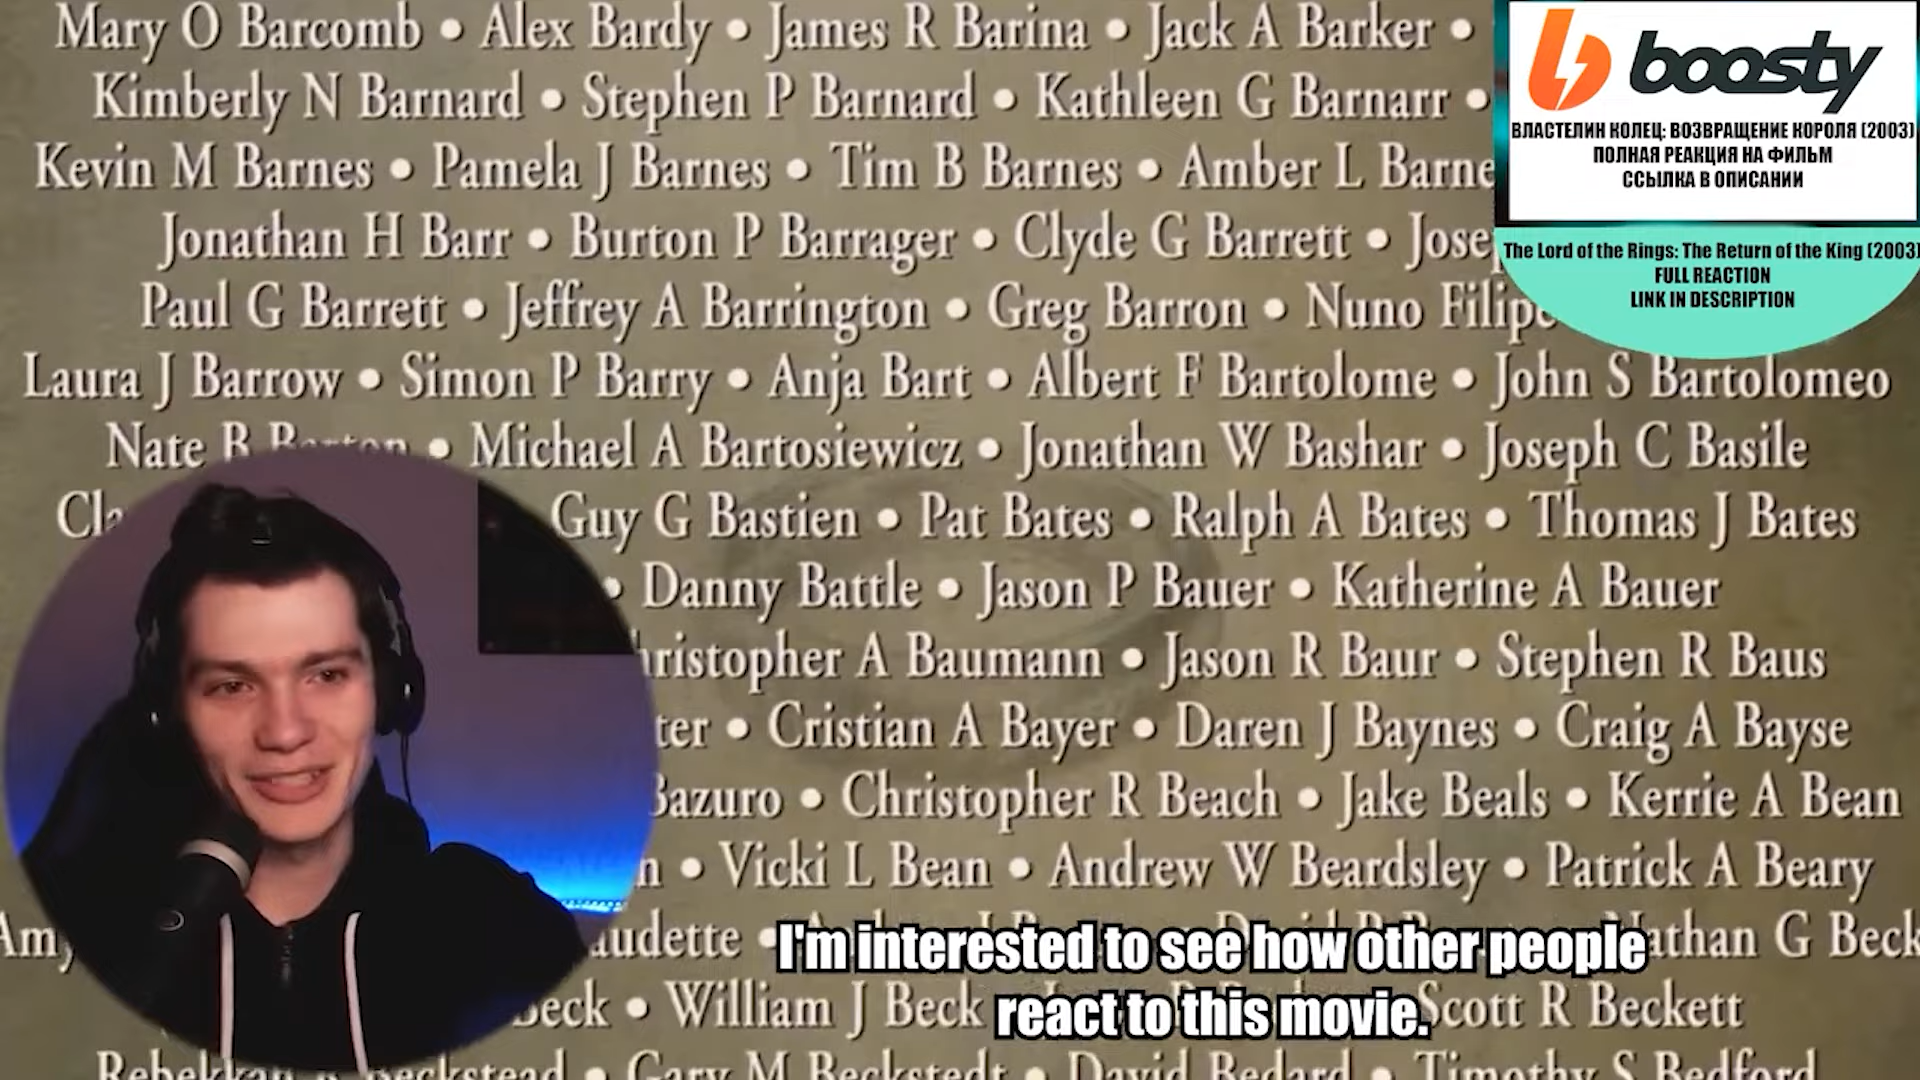 Mary O Barcomb • Alex Bardy • James R Barina • Jack A Barker •
Kimberly N Barnard • Stephen P Barnard • Kathleen G Barnarr •
Kevin M Barnes • Pamela J Barnes • Tim B Barnes • Amber L Barne
Jonathan H Barr • Burton P Barrager • Clyde G Barrett •
Paul G Barrett • Jeffrey A Barrington • Greg Barron • Nuno
Laura J Barrow • Simon P Barry • Anja Bart • Albert F Bartolome • John S Bartolomeo
Nate B Barton • Michael A Bartosiewicz • Jonathan W Bashar • Joseph C Basile
Guy G Bastien • Pat Bates • Ralph A Bates • Thomas J Bates
• Danny Battle • Jason P Bauer • Katherine A Bauer
hristopher A Baumann • Jason R Baur • Stephen R Baus
ter • Cristian A Bayer • Daren J Baynes • Craig A Bayse
Bazuro • Christopher R Beach • Jake Beals • Kerrie A Bean
n • Vicki L Bean • Andrew W Beardsley • Patrick A Beary
udette • athan G Beck
Beck • William J Beck Scott R Beckett
Gary M Beckstedt • David Bedard • Timothy S Bedford
boosty
ВЛАСТЕЛИН КОЛЕЦ: ВОЗВРАЩЕНИЕ КОРОЛЯ (2003)
ПОЛНАЯ РЕАКЦИЯ НА ФИЛЬМ
ССЫЛКА В ОПИСАНИИ
The Lord of the Rings: The Return of the King (2003)
FULL REACTION
LINK IN DESCRIPTION
I'm interested to see how other people
react to this movie.